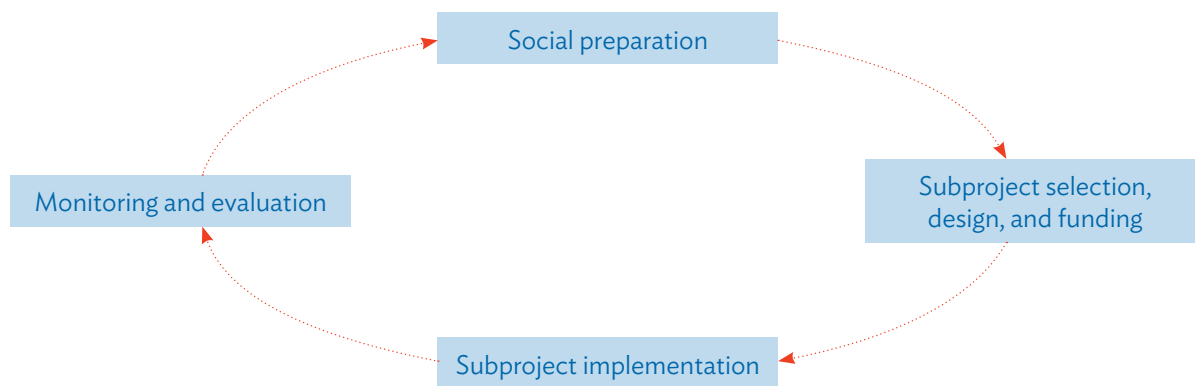 Social preparation
Subproject selection,
design, and funding
Subproject implementation
Monitoring and evaluation